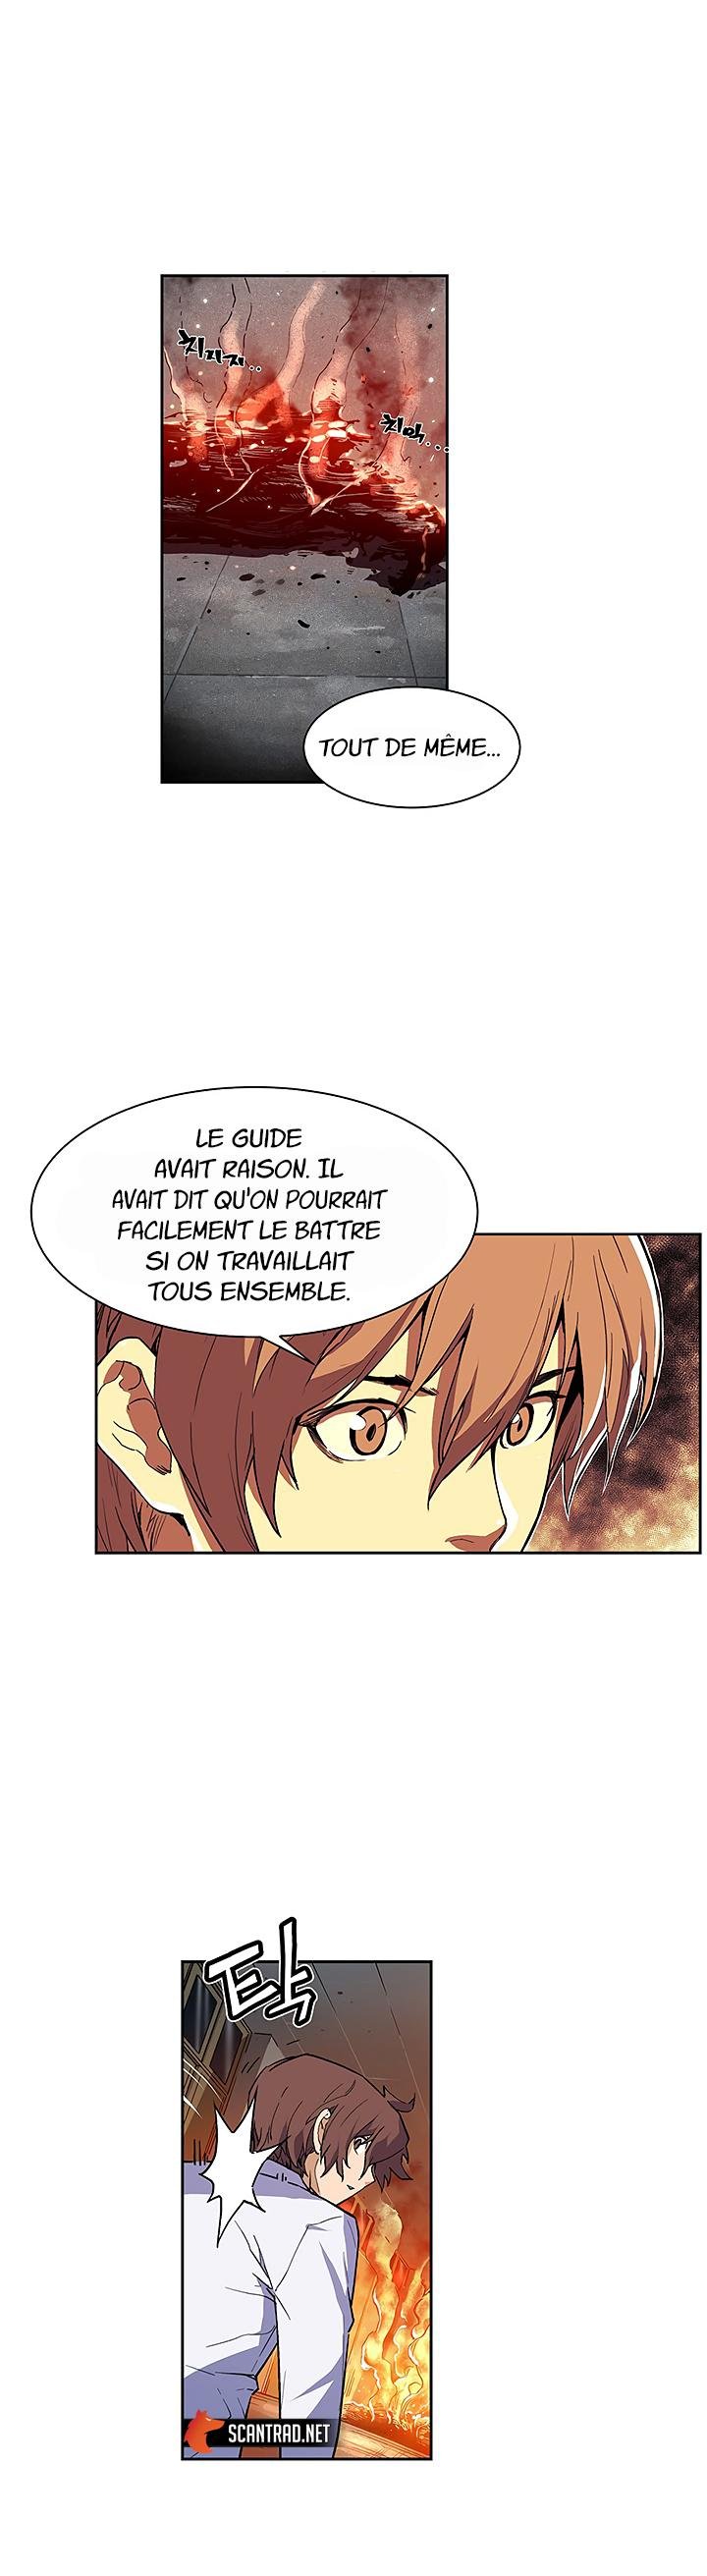 치지지..
치익...
TOUT DE MÊME...
LE GUIDE
AVAIT RAISON. IL
AVAIT DIT QU'ON POURRAIT
FACILEMENT LE BATTRE
SI ON TRAVAILLAIT
TOUS ENSEMBLE.
탁
SCANTRAD.NET